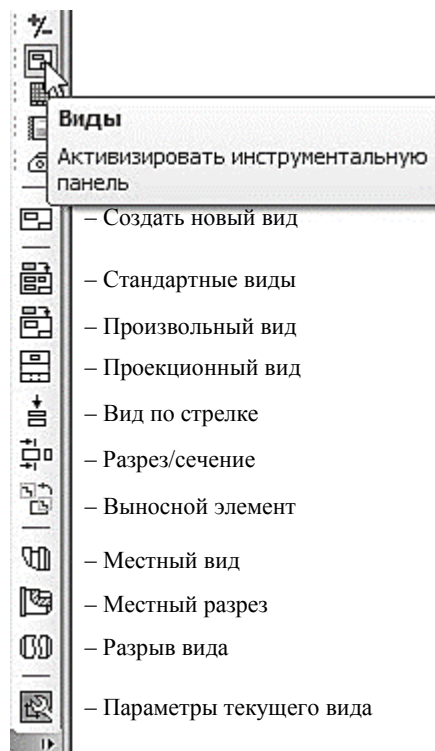 Виды
Активизировать инструментальную
панель
– Создать новый вид
– Стандартные виды
– Произвольный вид
– Проекционный вид
– Вид по стрелке
– Разрез/сечение
– Выносной элемент
– Местный вид
– Местный разрез
– Разрыв вида
– Параметры текущего вида